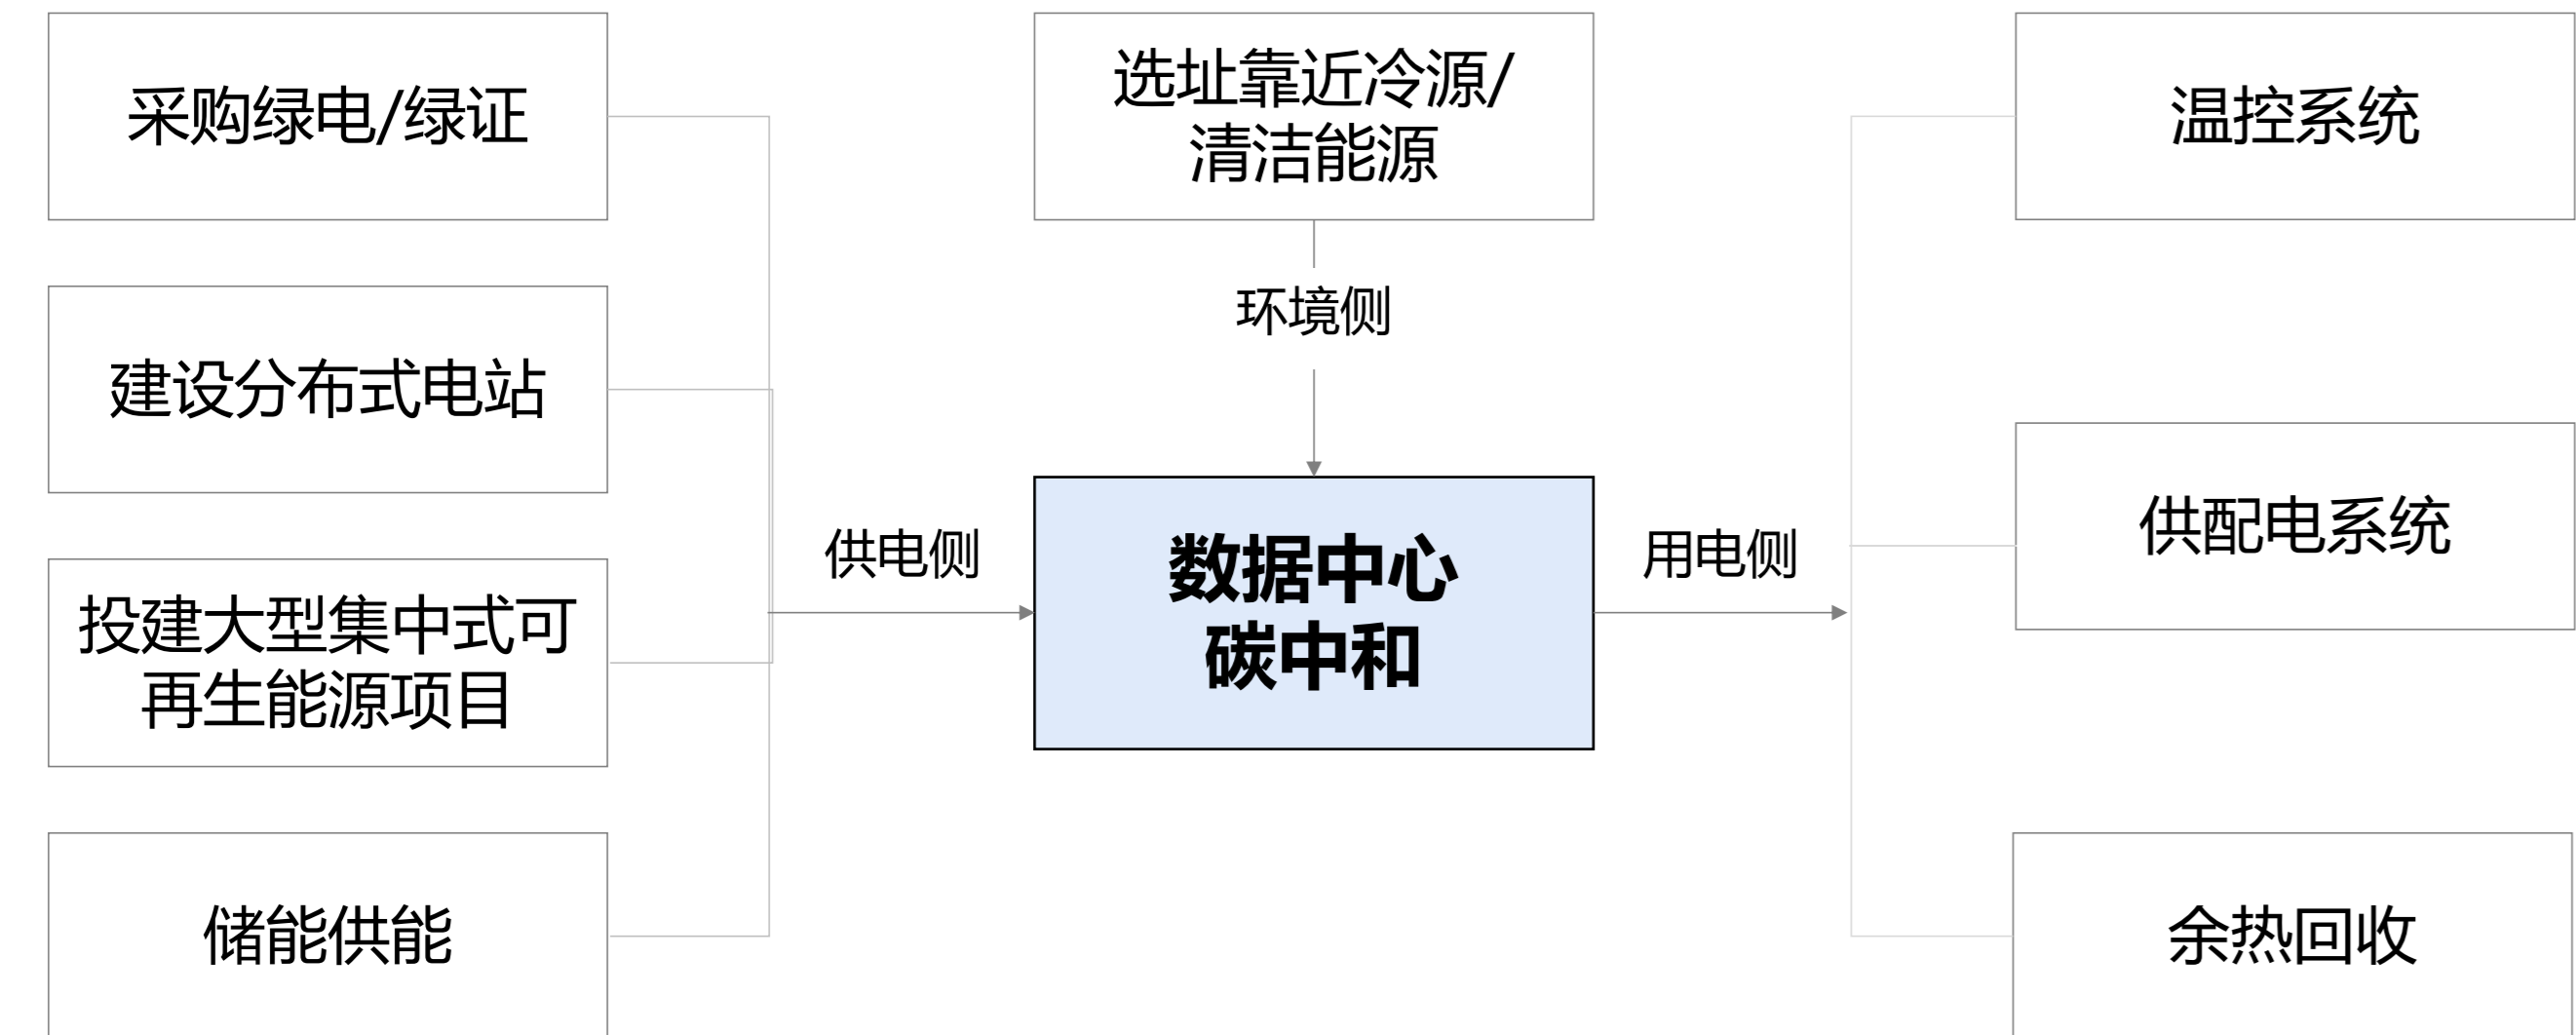 采购绿电/绿证
建设分布式电站
投建大型集中式可
再生能源项目
储能供能
供电侧
选址靠近冷源/
清洁能源
环境侧
数据中心
碳中和
用电侧
温控系统
供配电系统
余热回收